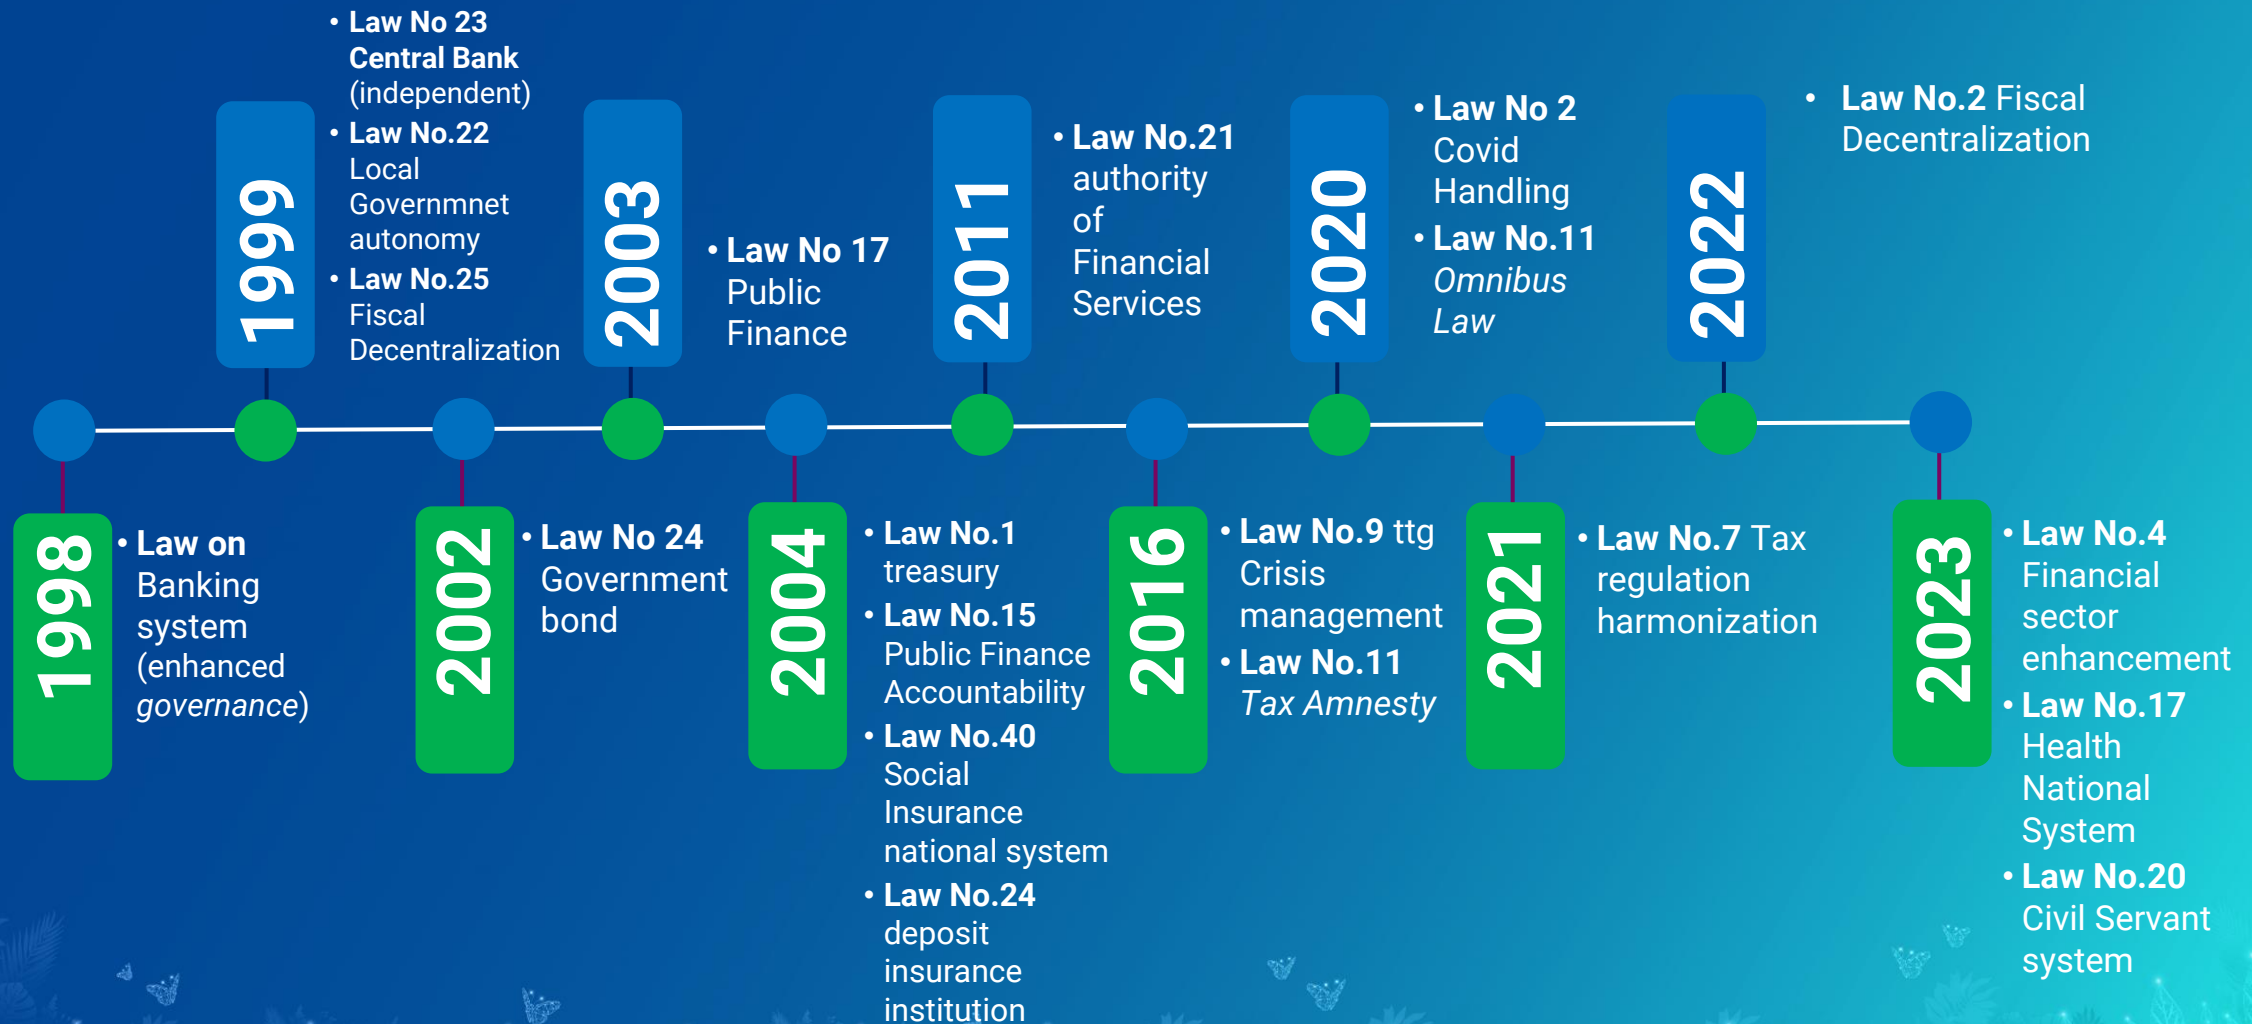 1998
• Law on
Banking
system
(enhanced
governance)
1999
• Law No 23
Central Bank
(independent)
• Law No.22
Local
Governmnet
autonomy
• Law No.25
Fiscal
Decentralization
2002
• Law No 24
Government
bond
2003
• Law No 17
Public
Finance
2004
• Law No.1
treasury
• Law No.15
Public Finance
Accountability
• Law No.40
Social
Insurance
national system
• Law No.24
deposit
insurance
institution
2011
• Law No.21
authority
of
Financial
Services
2016
• Law No.9 ttg
Crisis
management
• Law No.11
Tax Amnesty
2020
• Law No 2
Covid
Handling
• Law No.11
Omnibus
Law
2021
• Law No.7 Tax
regulation
harmonization
2022
• Law No.2 Fiscal
Decentralization
2023
• Law No.4
Financial
sector
enhancement
• Law No.17
Health
National
System
• Law No.20
Civil Servant
system